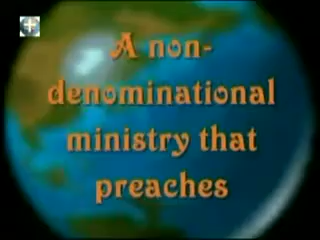 A non-
denominational
ministry that
preaches